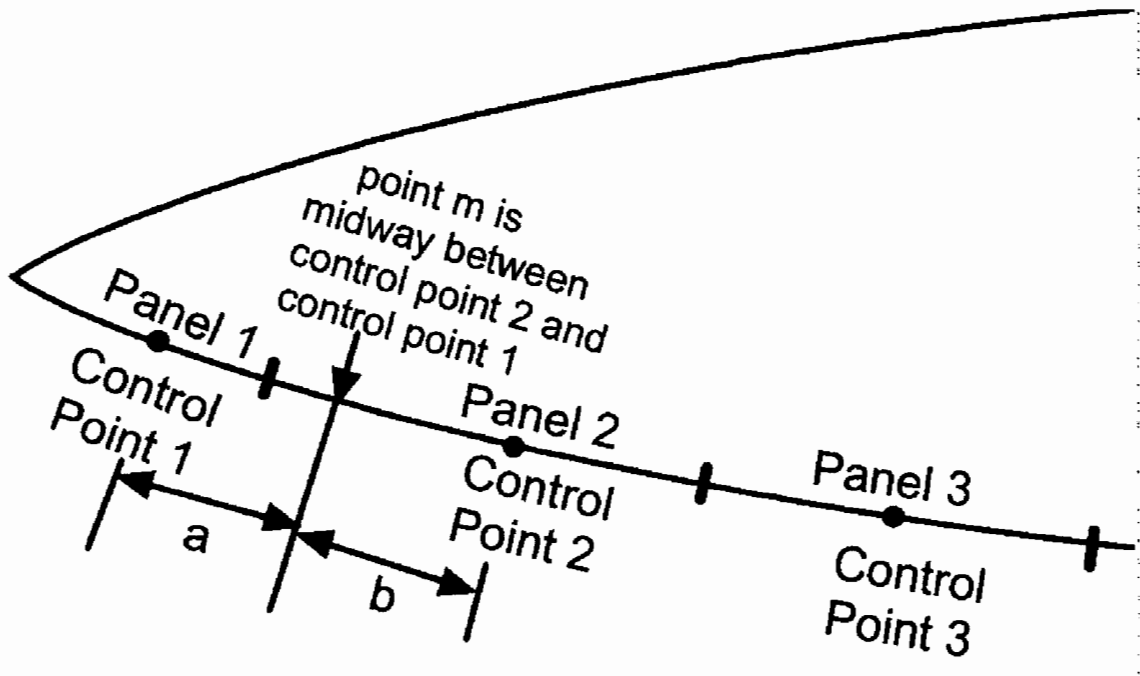 point m is
midway between
control point 2 and
control point 1
Panel 1
Control
Point 1
a
b
Panel 2
Control
Point 2
Panel 3
Control
Point 3